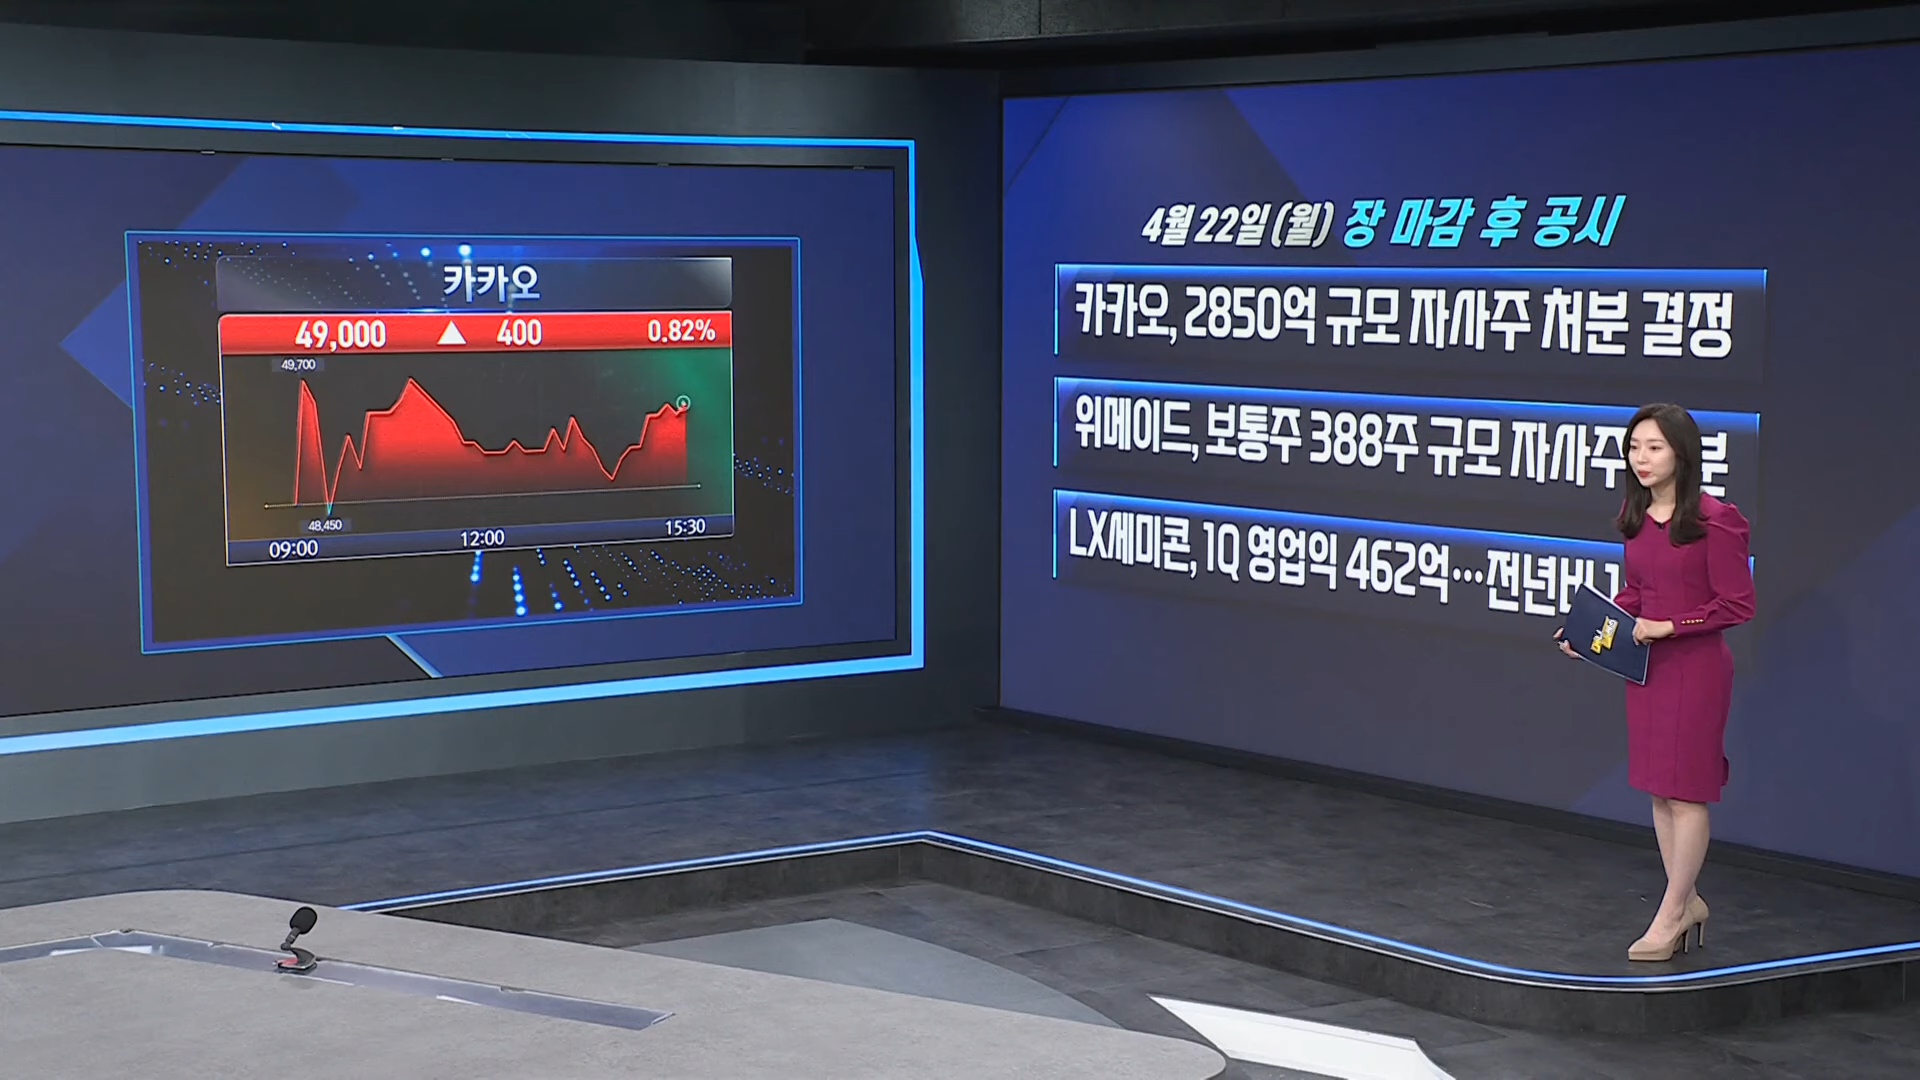 카카오
49,000 ▲ 400 0.82%
49,700
48,450
09:00 12:00 15:30
4월 22일(월) 장 마감 후 공시
카카오, 2850억 규모 자사주 처분 결정
위메이드, 보통주 388주 규모 자사주 분
LX세미콘, 1Q 영업익 462억…전년비